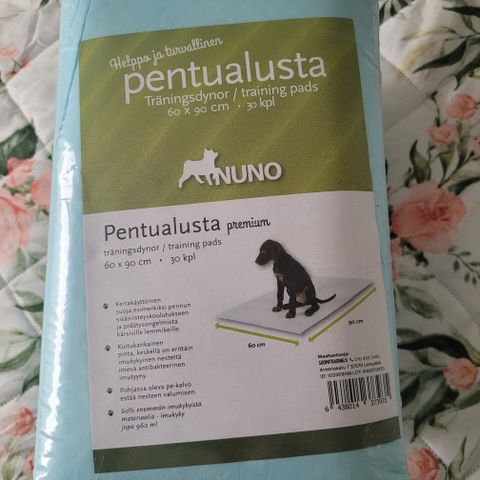 Helppo ja turvallinen
pentualusta
Träningsdynor / training pads
60 x 90 cm • 30 kpl
NUNO
Pentualusta premium
träningsdynor / training pads
60 x 90 cm • 30 kpl
Kertakäyttöinen
suoja esimerkiksi pennun
sisäsiisteyskoulutukseen
ja pidätysongelmista
kärsiville lemmikeille.
Kuitukankainen
pinta, keskellä on erittäin
imukykyinen nestettä
imevä antibakteerinen
imutyyny.
Pohjassa oleva pe-kalvo
estää nesteen valumisen.
60% enemmän imukykyistä
materiaalia - imukyky
jopa 960 ml
60 cm
90 cm
Maahantuoja:
6 438014 373935